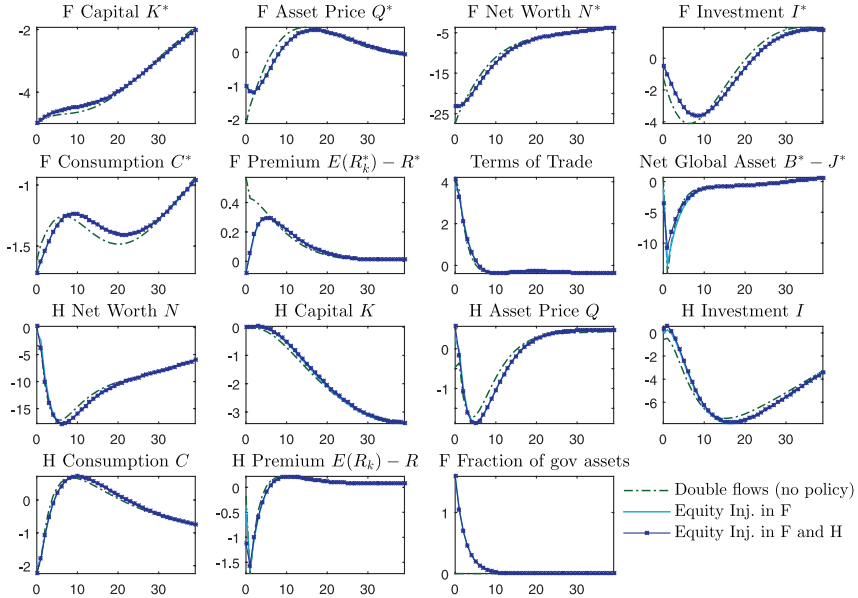 F Capital K*
F Asset Price Q*
F Net Worth N*
F Investment I*
-2
-4
0 10 20 30
0
-1
-2
0 10 20 30
-5
-15
-25
0 10 20 30
0
-2
-4
0 10 20 30
F Consumption C*
F Premium E(R*k) − R*
Terms of Trade
Net Global Asset B* − J*
-1
-1.5
0 10 20 30
0.4
0.2
0
0 10 20 30
4
2
0
0 10 20 30
0
-5
-10
0 10 20 30
H Net Worth N
H Capital K
H Asset Price Q
H Investment I
0
-5
-10
-15
0 10 20 30
0
-1
-2
-3
0 10 20 30
0
-1
0 10 20 30
0
-2
-4
-6
0 10 20 30
H Consumption C
H Premium E(Rk) − R
F Fraction of gov assets
0
-1
-2
0 10 20 30
0
-0.5
-1
-1.5
0 10 20 30
1
0
0 10 20 30
Double flows (no policy)
Equity Inj. in F
Equity Inj. in F and H